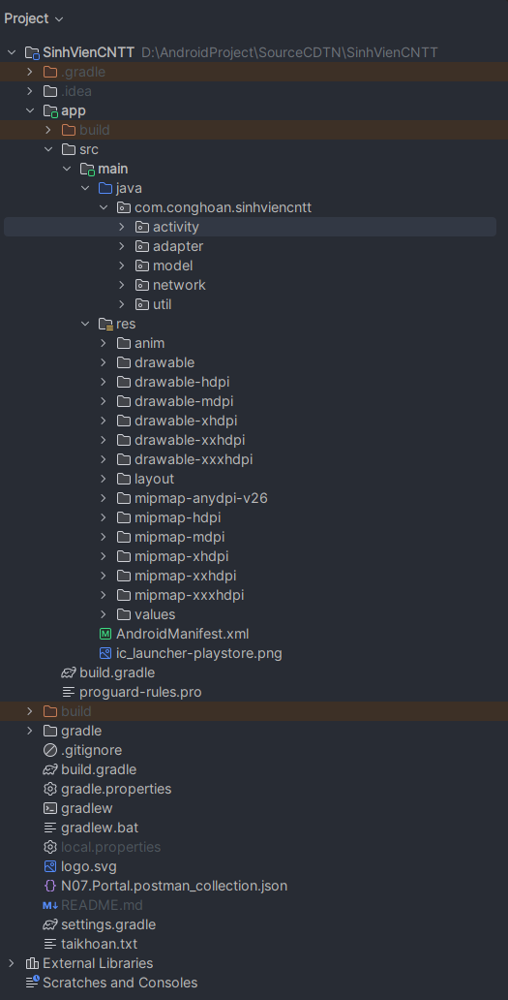 Project
SinhVienCNTT D:\AndroidProject\SourceCDTN\SinhVienCNTT
.gradle
.idea
app
build
src
main
java
com.conghoan.sinhviencntt
activity
adapter
model
network
util
res
anim
drawable
drawable-hdpi
drawable-mdpi
drawable-xhdpi
drawable-xxhdpi
drawable-xxxhdpi
layout
mipmap-anydpi-v26
mipmap-hdpi
mipmap-mdpi
mipmap-xhdpi
mipmap-xxhdpi
mipmap-xxxhdpi
values
M AndroidManifest.xml
ic_launcher-playstore.png
build.gradle
proguard-rules.pro
build
gradle
.gitignore
build.gradle
gradle.properties
gradlew
gradlew.bat
local.properties
logo.svg
{} N07.Portal.postman_collection.json
M↓ README.md
settings.gradle
taikhoan.txt
External Libraries
Scratches and Consoles